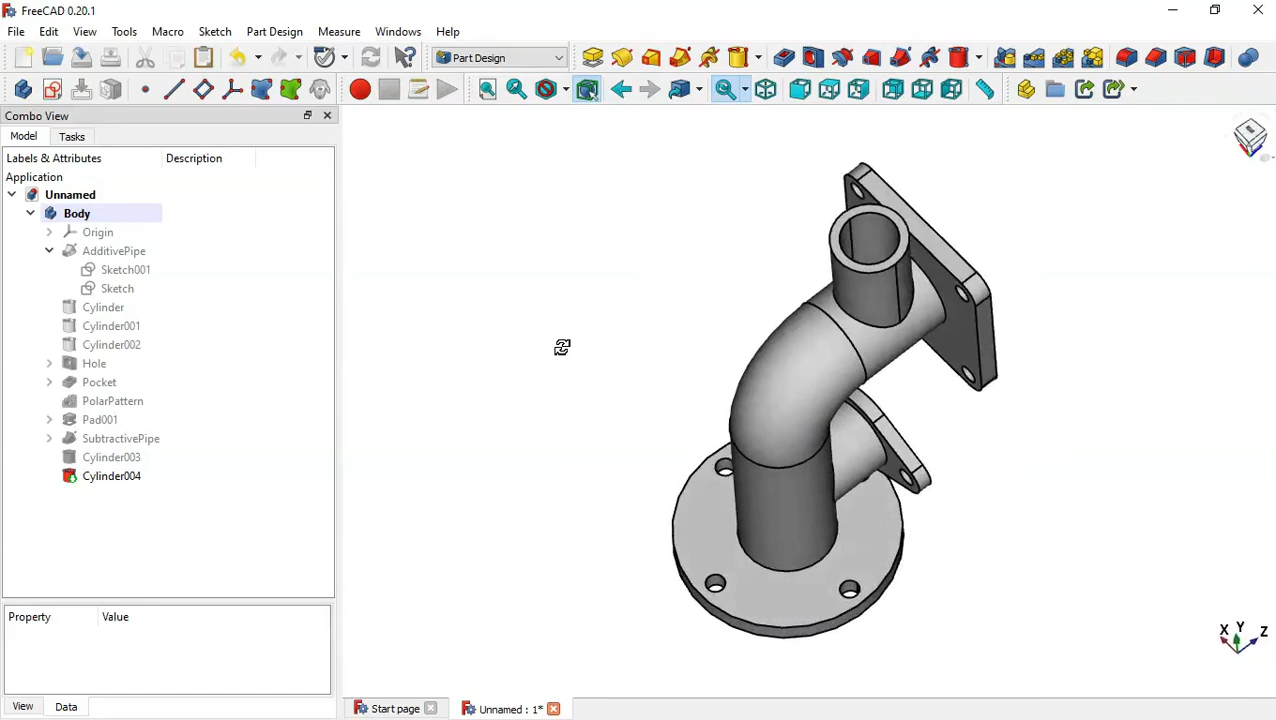 FreeCAD 0.20.1
File Edit View Tools Macro Sketch Part Design Measure Windows Help
Part Design
Combo View
Model Tasks
Labels & Attributes Description
Application
Unnamed
Body
Origin
AdditivePipe
Sketch001
Sketch
Cylinder
Cylinder001
Cylinder002
Hole
Pocket
PolarPattern
Pad001
SubtractivePipe
Cylinder003
Cylinder004
Property Value
View Data
Start page Unnamed : 1*
X Y Z